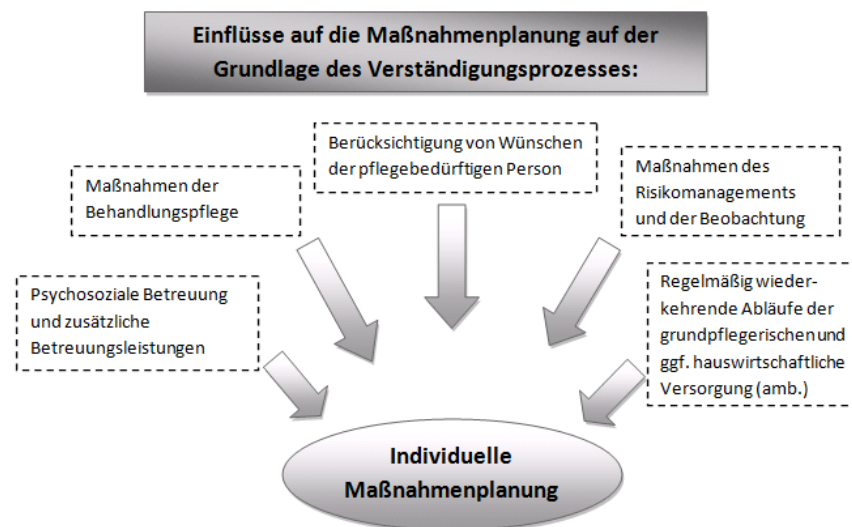 Einflüsse auf die Maßnahmenplanung auf der
Grundlage des Verständigungsprozesses:
Berücksichtigung von Wünschen
der pflegebedürftigen Person
Maßnahmen der
Behandlungspflege
Maßnahmen des
Risikomanagements
und der Beobachtung
Psychosoziale Betreuung
und zusätzliche
Betreuungsleistungen
Regelmäßig wieder-
kehrende Abläufe der
grundpflegerischen und
ggf. hauswirtschaftliche
Versorgung (amb.)
Individuelle
Maßnahmenplanung